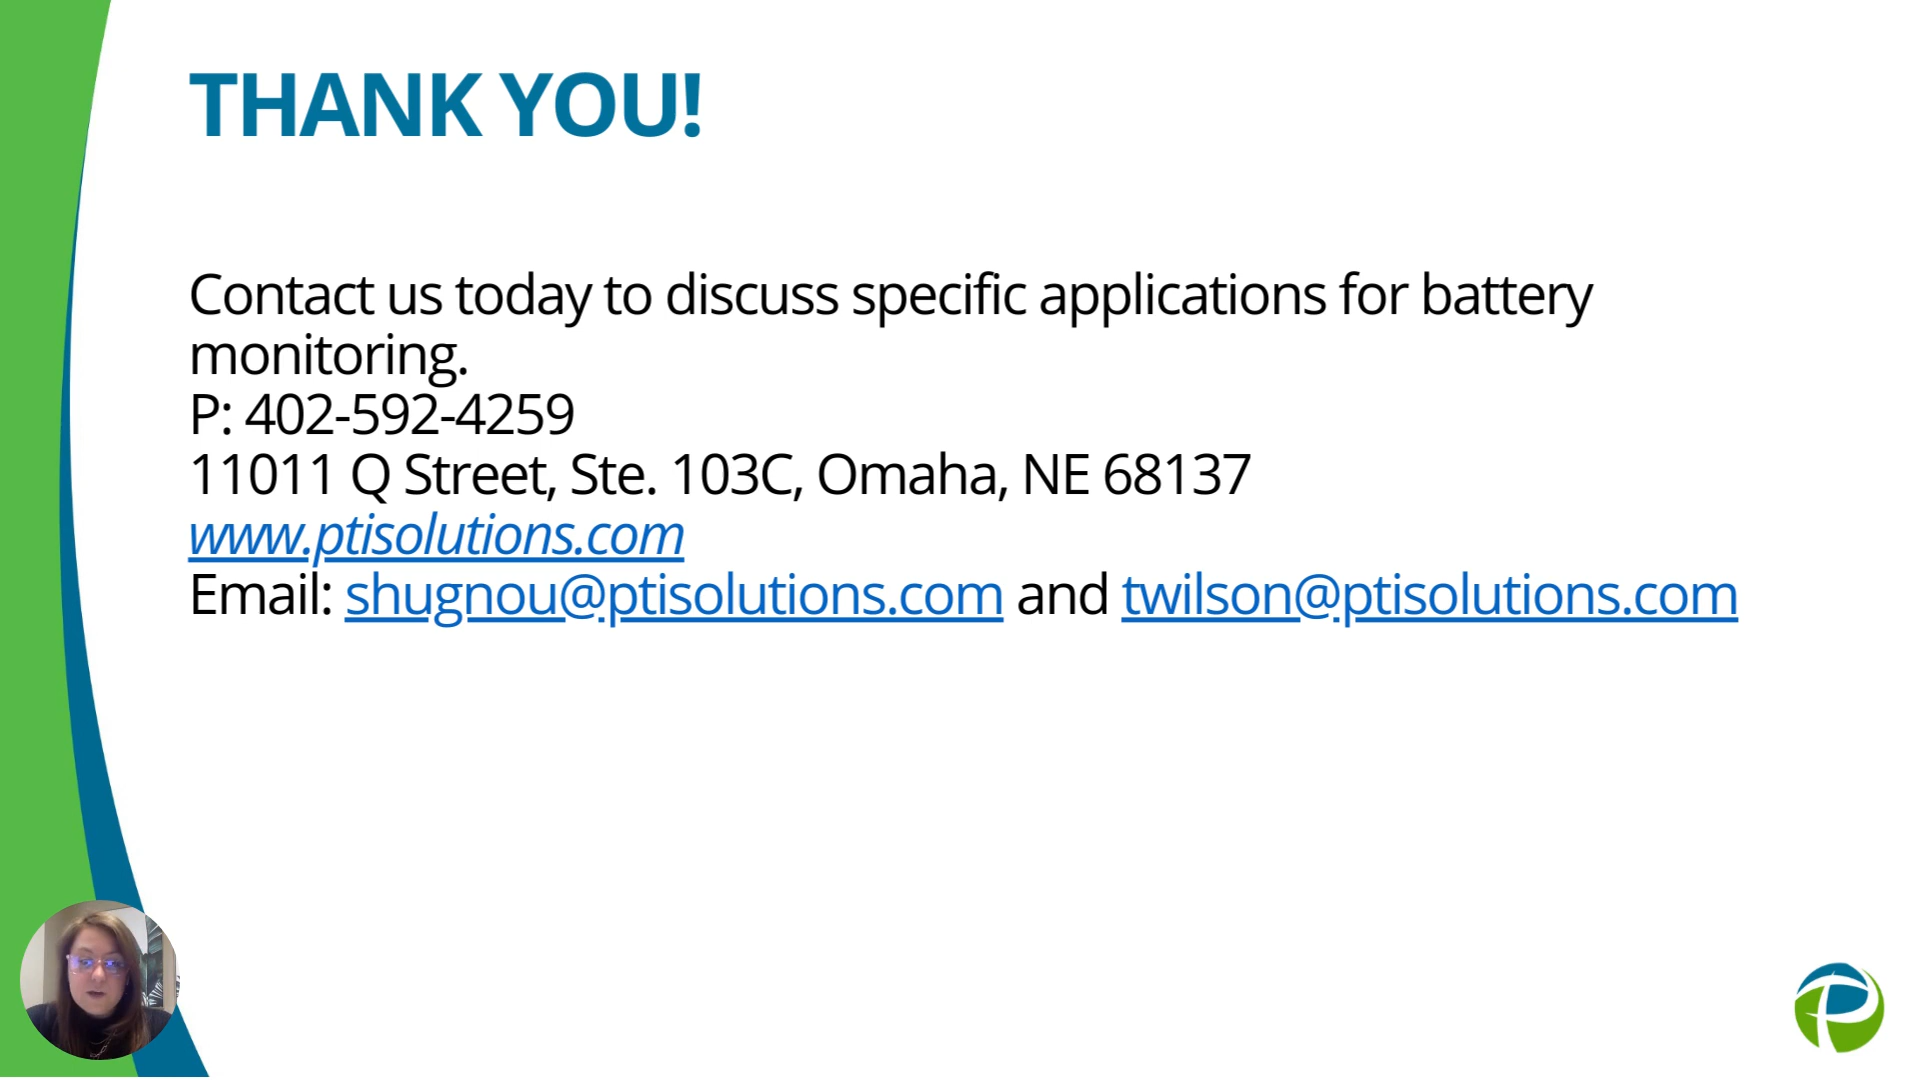 THANK YOU!
Contact us today to discuss specific applications for battery
monitoring.
P: 402-592-4259
11011 Q Street, Ste. 103C, Omaha, NE 68137
www.ptisolutions.com
Email: shugnou@ptisolutions.com and twilson@ptisolutions.com